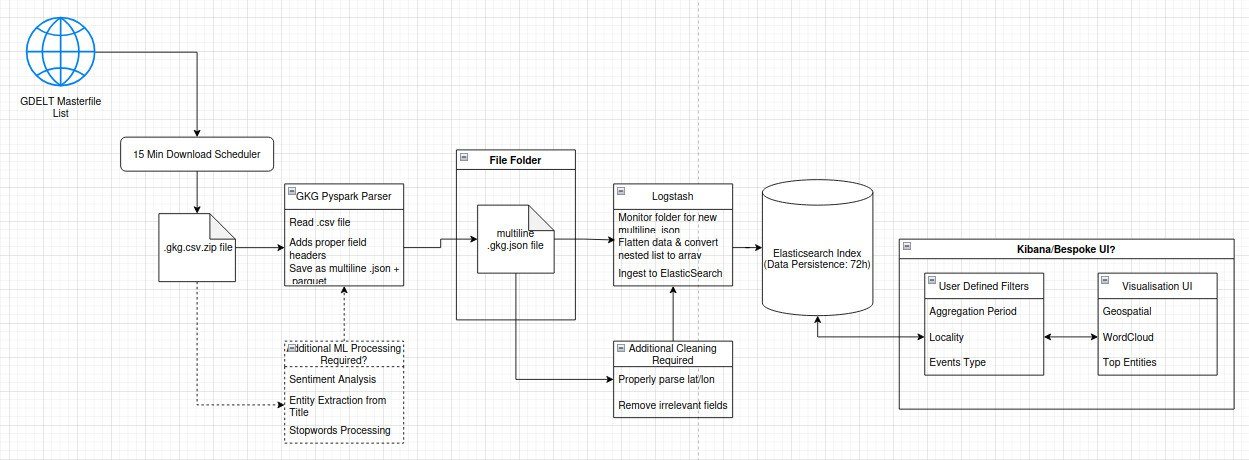 GDELT Masterfile
List
15 Min Download Scheduler
.gkg.csv.zip file
GKG Pyspark Parser
Read .csv file
Adds proper field
headers
Save as multiline .json +
parquet
Additional ML Processing
Required?
Sentiment Analysis
Entity Extraction from
Title
Stopwords Processing
File Folder
multiline
.gkg.json file
Logstash
Monitor folder for new
multiline .json
Flatten data & convert
nested list to array
Ingest to ElasticSearch
Additional Cleaning
Required
Properly parse lat/lon
Remove irrelevant fields
Elasticsearch Index
(Data Persistence: 72h)
Kibana/Bespoke UI?
User Defined Filters
Aggregation Period
Locality
Events Type
Visualisation UI
Geospatial
WordCloud
Top Entities